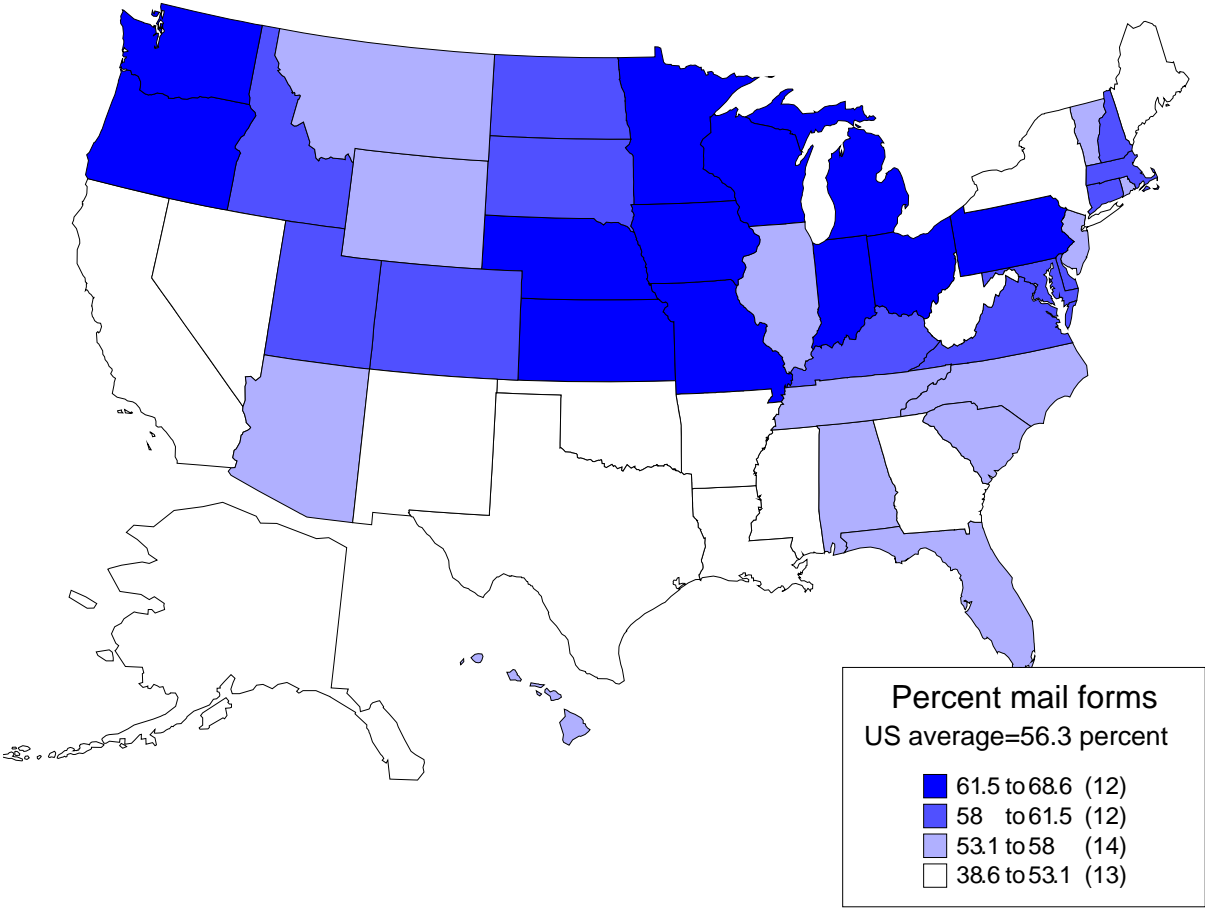 Percent mail forms
US average=56.3 percent
61.5 to 68.6 (12)
58 to 61.5 (12)
53.1 to 58 (14)
38.6 to 53.1 (13)